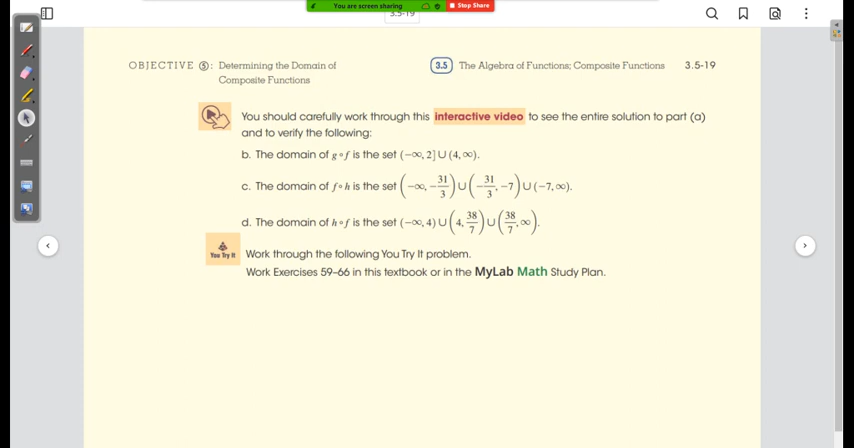 You are screen sharing Stop Share
3.5-19
OBJECTIVE ⑤: Determining the Domain of Composite Functions
3.5 The Algebra of Functions; Composite Functions 3.5-19
You should carefully work through this interactive video to see the entire solution to part (a)
and to verify the following:
b. The domain of g∘f is the set (−∞, 2] ∪ (4, ∞).
c. The domain of f∘h is the set (−∞, −31/3) ∪ (−31/3, −7) ∪ (−7, ∞).
d. The domain of h∘f is the set (−∞, 4) ∪ (4, 38/7) ∪ (38/7, ∞).
You Try It
Work through the following You Try It problem.
Work Exercises 59–66 in this textbook or in the MyLab Math Study Plan.